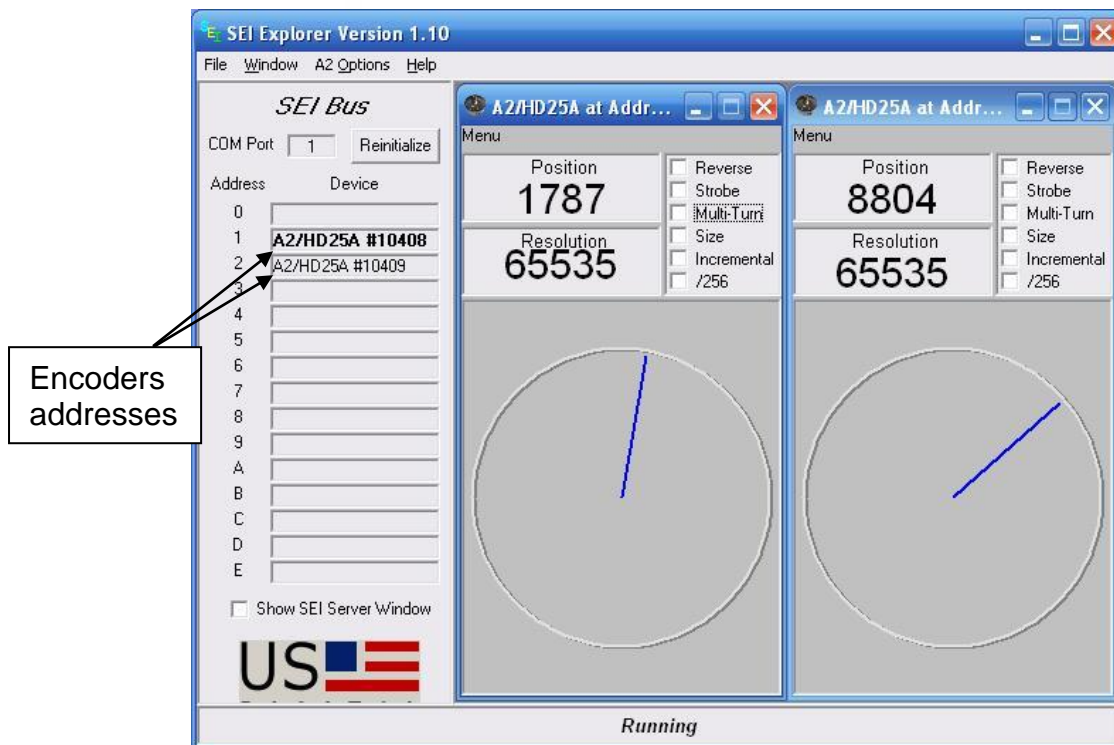 SEI Explorer Version 1.10
File Window A2 Options Help
SEI Bus
COM Port 1 Reinitialize
Address Device
0
1 A2/HD25A #10408
2 A2/HD25A #10409
3
4
5
6
7
8
9
A
B
C
D
E
Show SEI Server Window
US
Encoders
addresses
A2/HD25A at Addr...
Menu
Position
1787
Resolution
65535
Reverse
Strobe
Multi-Turn
Size
Incremental
/256
A2/HD25A at Addr...
Menu
Position
8804
Resolution
65535
Reverse
Strobe
Multi-Turn
Size
Incremental
/256
Running